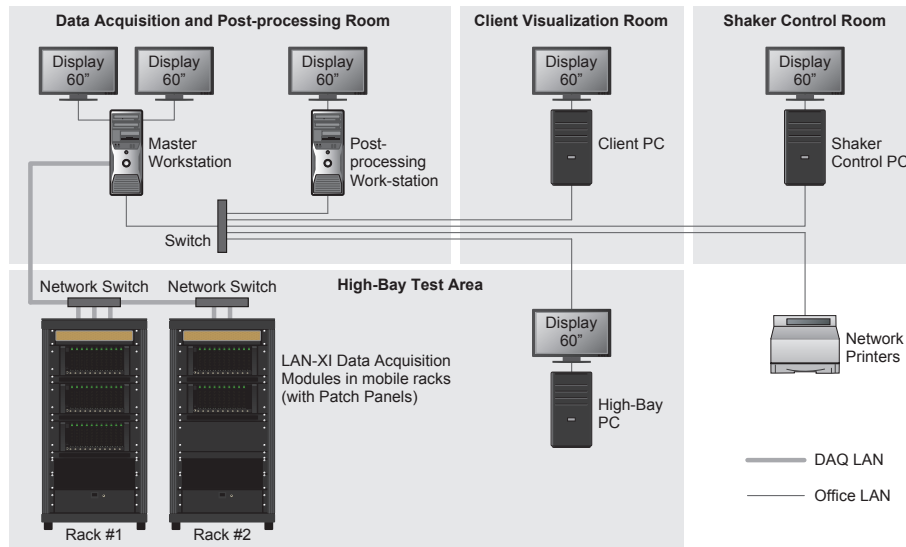 Data Acquisition and Post-processing Room
Client Visualization Room
Shaker Control Room
Display
60”
Display
60”
Display
60”
Display
60”
Display
60”
Master
Workstation
Post-
processing
Work-station
Client PC
Shaker
Control PC
Switch
Network Switch
Network Switch
High-Bay Test Area
LAN-XI Data Acquisition
Modules in mobile racks
(with Patch Panels)
Display
60”
High-Bay
PC
Network
Printers
DAQ LAN
Office LAN
Rack #1
Rack #2